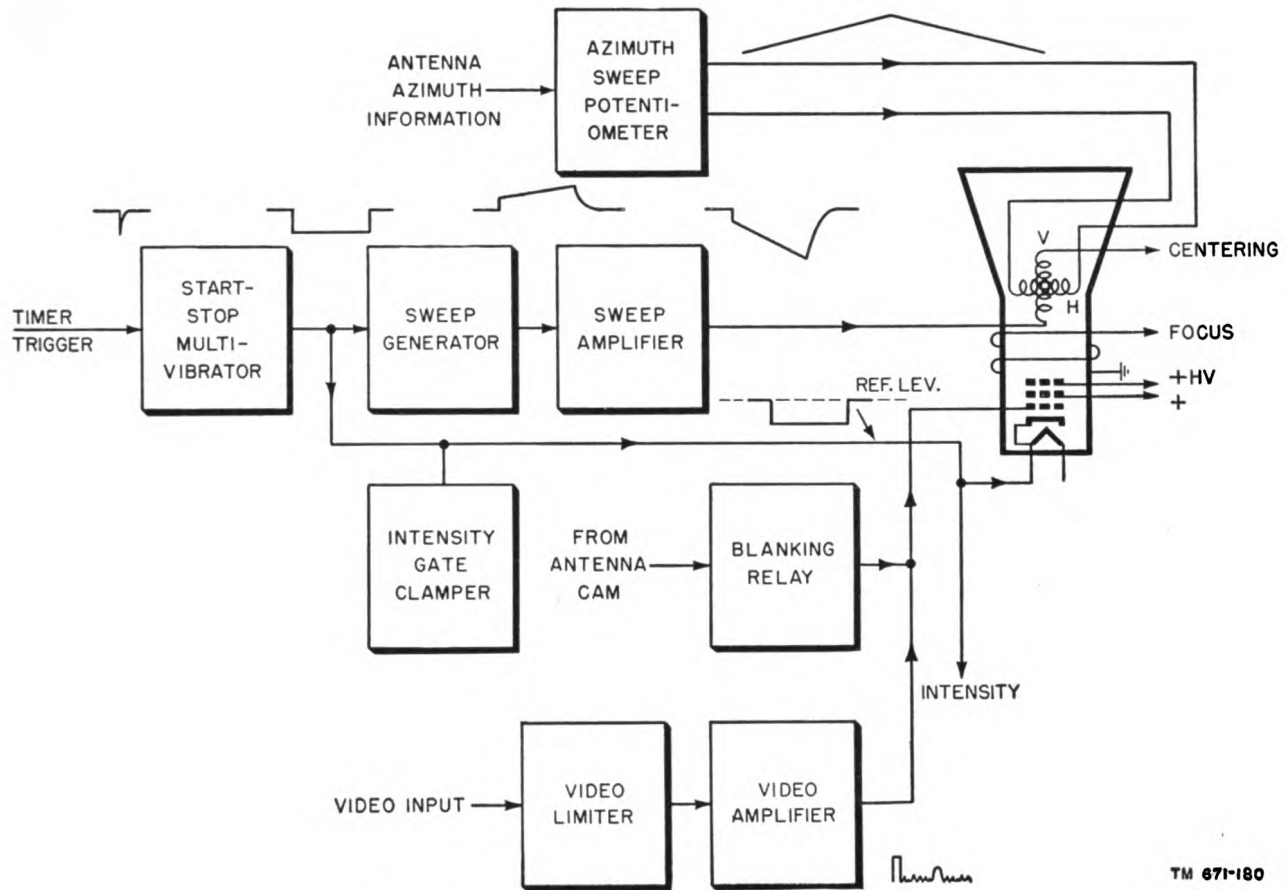 ANTENNA
AZIMUTH
INFORMATION
AZIMUTH
SWEEP
POTENTI-
OMETER
TIMER
TRIGGER
START-
STOP
MULTI-
VIBRATOR
SWEEP
GENERATOR
SWEEP
AMPLIFIER
V
H
CENTERING
FOCUS
+HV
+
REF. LEV.
INTENSITY
GATE
CLAMPER
FROM
ANTENNA
CAM
BLANKING
RELAY
INTENSITY
VIDEO INPUT
VIDEO
LIMITER
VIDEO
AMPLIFIER
TM 671-180